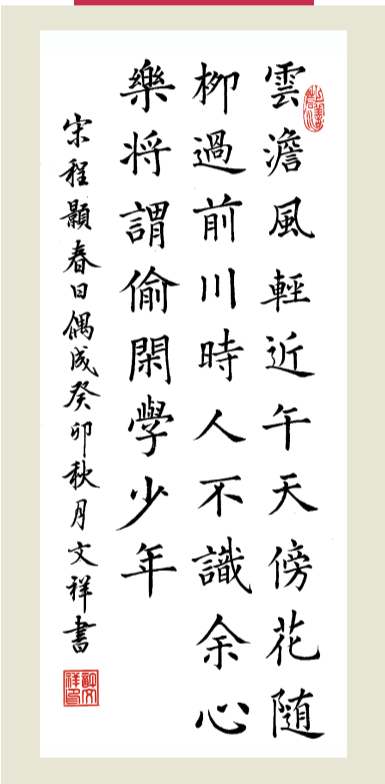 雲澹風輕近午天傍花随
柳過前川時人不識余心
樂将謂偷閑學少年
宋程顥春日偶成癸卯秋月文祥書